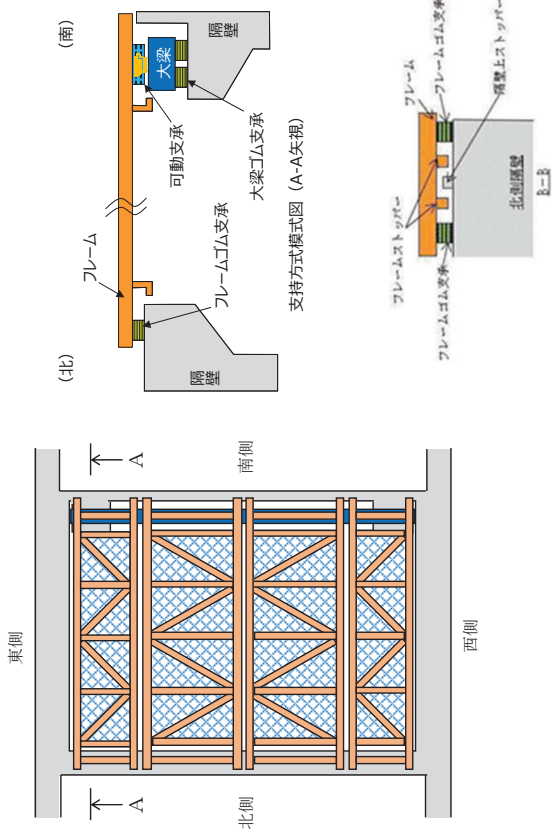 東側
北側
南側
西側
A
A
(北)
(南)
フレーム
隔壁
フレームゴム支承
可動支承
大梁
隔壁
大梁ゴム支承
支持方式模式図 (A-A矢視)
フレームストッパー
フレーム
フレームゴム支承
フレームゴム支承
隔壁上ストッパー
北側隔壁
B-B